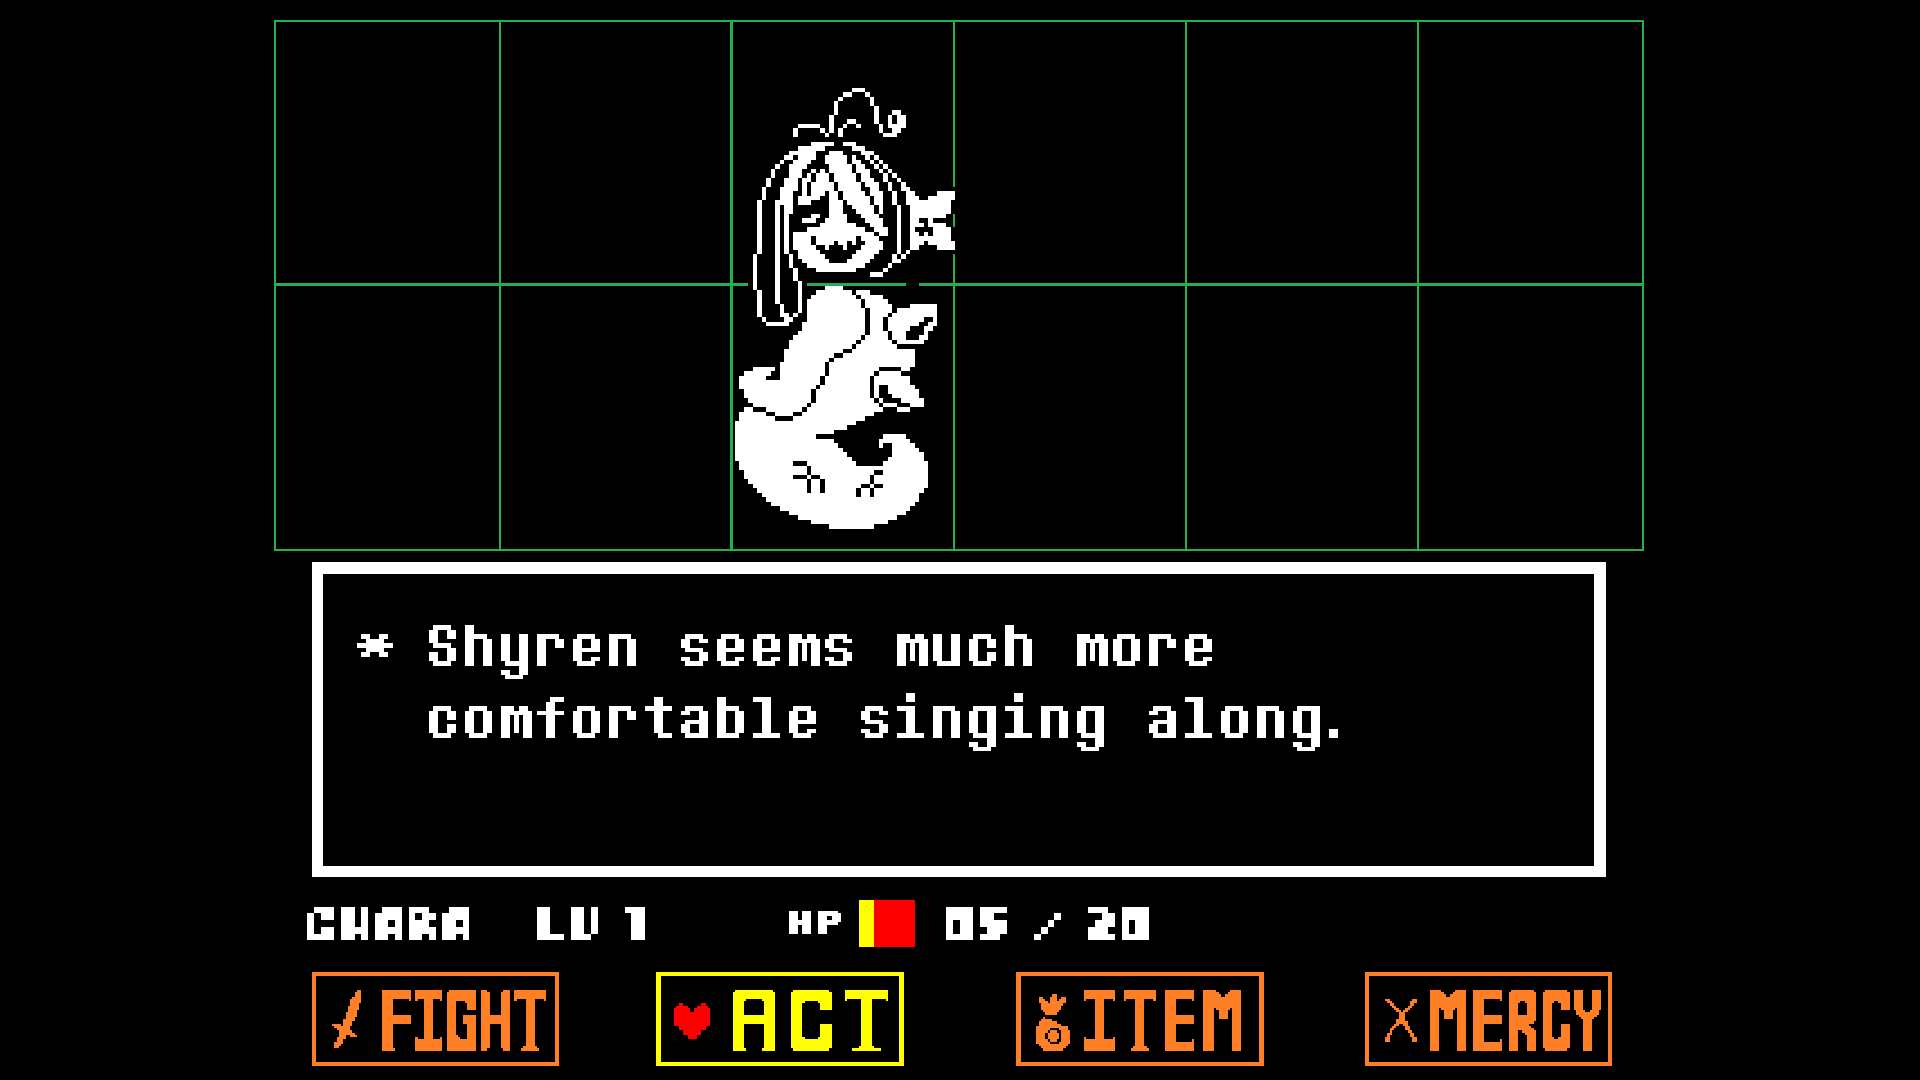 * Shyren seems much more
comfortable singing along.
CHARA LV 1 HP 05 / 20
FIGHT ACT ITEM MERCY